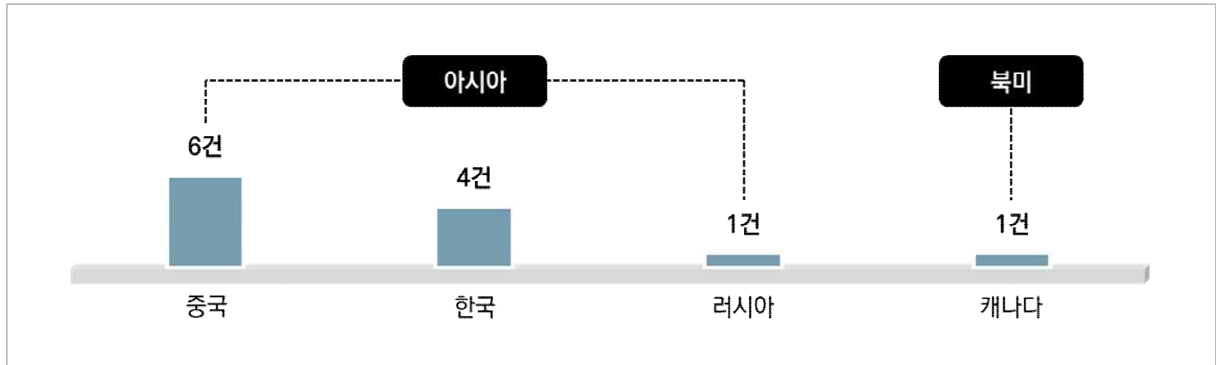 아시아 북미
6건
4건
1건 1건
중국 한국 러시아 캐나다